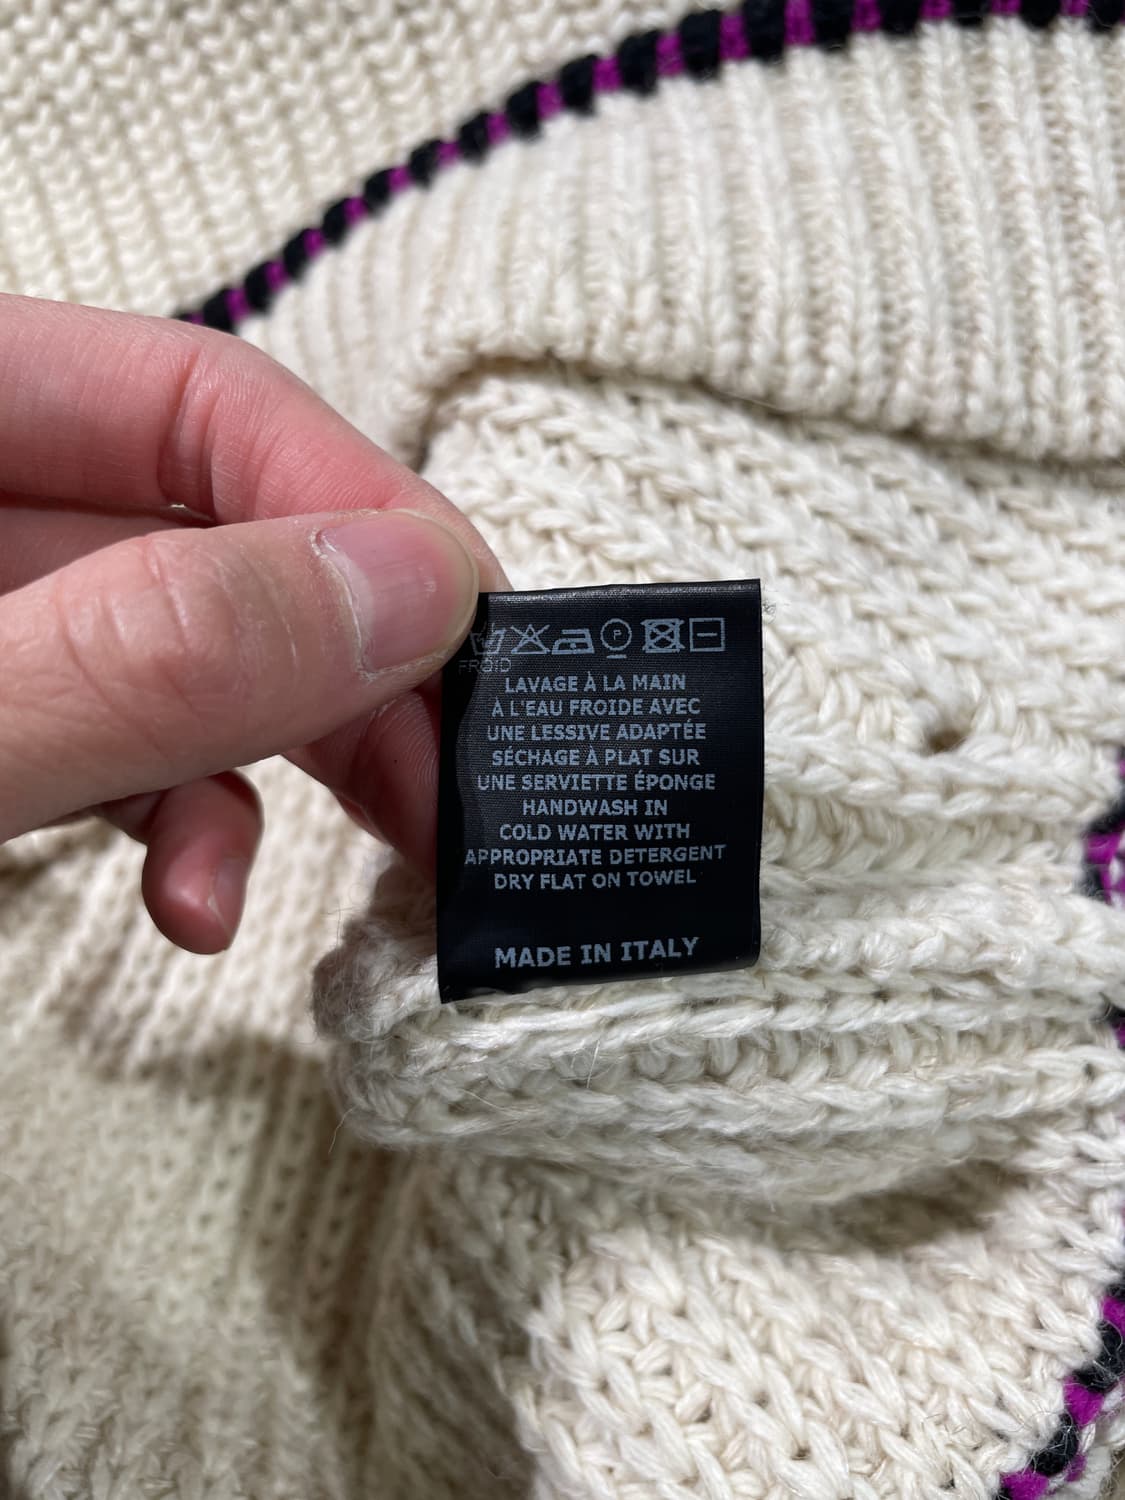 P
FROID
LAVAGE À LA MAIN
À L'EAU FROIDE AVEC
UNE LESSIVE ADAPTÉE
SÉCHAGE À PLAT SUR
UNE SERVIETTE ÉPONGE
HANDWASH IN
COLD WATER WITH
APPROPRIATE DETERGENT
DRY FLAT ON TOWEL
MADE IN ITALY